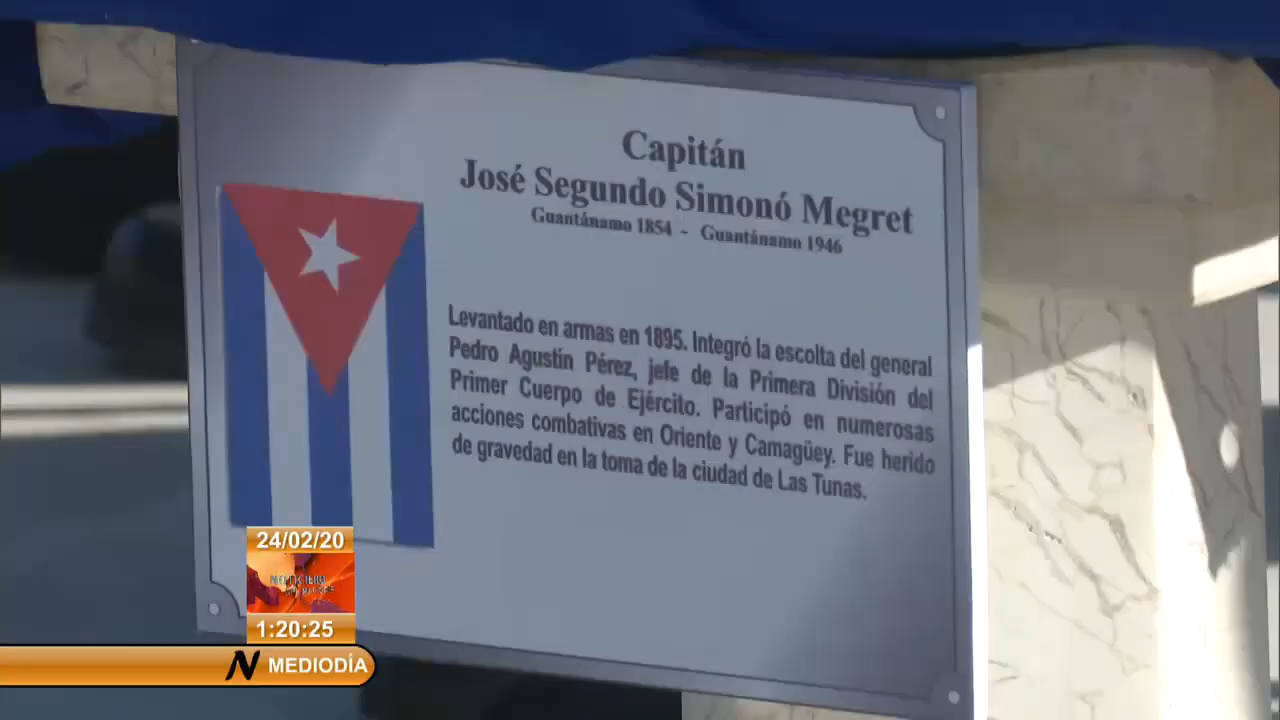 Capitán
José Segundo Simonó Megret
Guantánamo 1854 - Guantánamo 1946
Levantado en armas en 1895. Integró la escolta del general
Pedro Agustín Pérez, jefe de la Primera División del
Primer Cuerpo de Ejército. Participó en numerosas
acciones combativas en Oriente y Camagüey. Fue herido
de gravedad en la toma de la ciudad de Las Tunas.
24/02/20
1:20:25
N MEDIODÍA